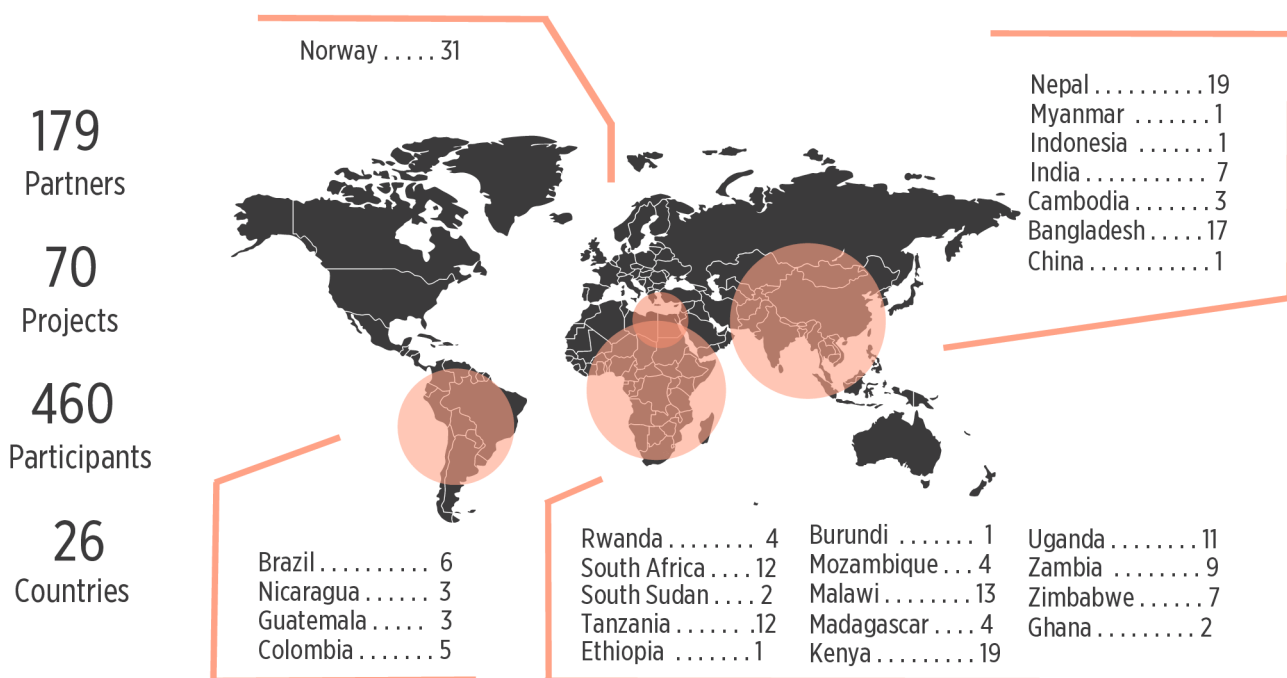 179
Partners
70
Projects
460
Participants
26
Countries
Norway . . . . . 31
Nepal . . . . . . . . . . 19
Myanmar . . . . . . . 1
Indonesia . . . . . . . 1
India . . . . . . . . . . . 7
Cambodia . . . . . . . 3
Bangladesh . . . . . 17
China . . . . . . . . . . . 1
Brazil . . . . . . . . . . 6
Nicaragua . . . . . . 3
Guatemala . . . . . 3
Colombia . . . . . . . 5
Rwanda . . . . . . . . 4
South Africa . . . . 12
South Sudan . . . . 2
Tanzania . . . . . . .12
Ethiopia . . . . . . . 1
Burundi . . . . . . . 1
Mozambique . . . 4
Malawi . . . . . . . . 13
Madagascar . . . . 4
Kenya . . . . . . . . . 19
Uganda . . . . . . . . . 11
Zambia . . . . . . . . 9
Zimbabwe . . . . . . 7
Ghana . . . . . . . . . 2